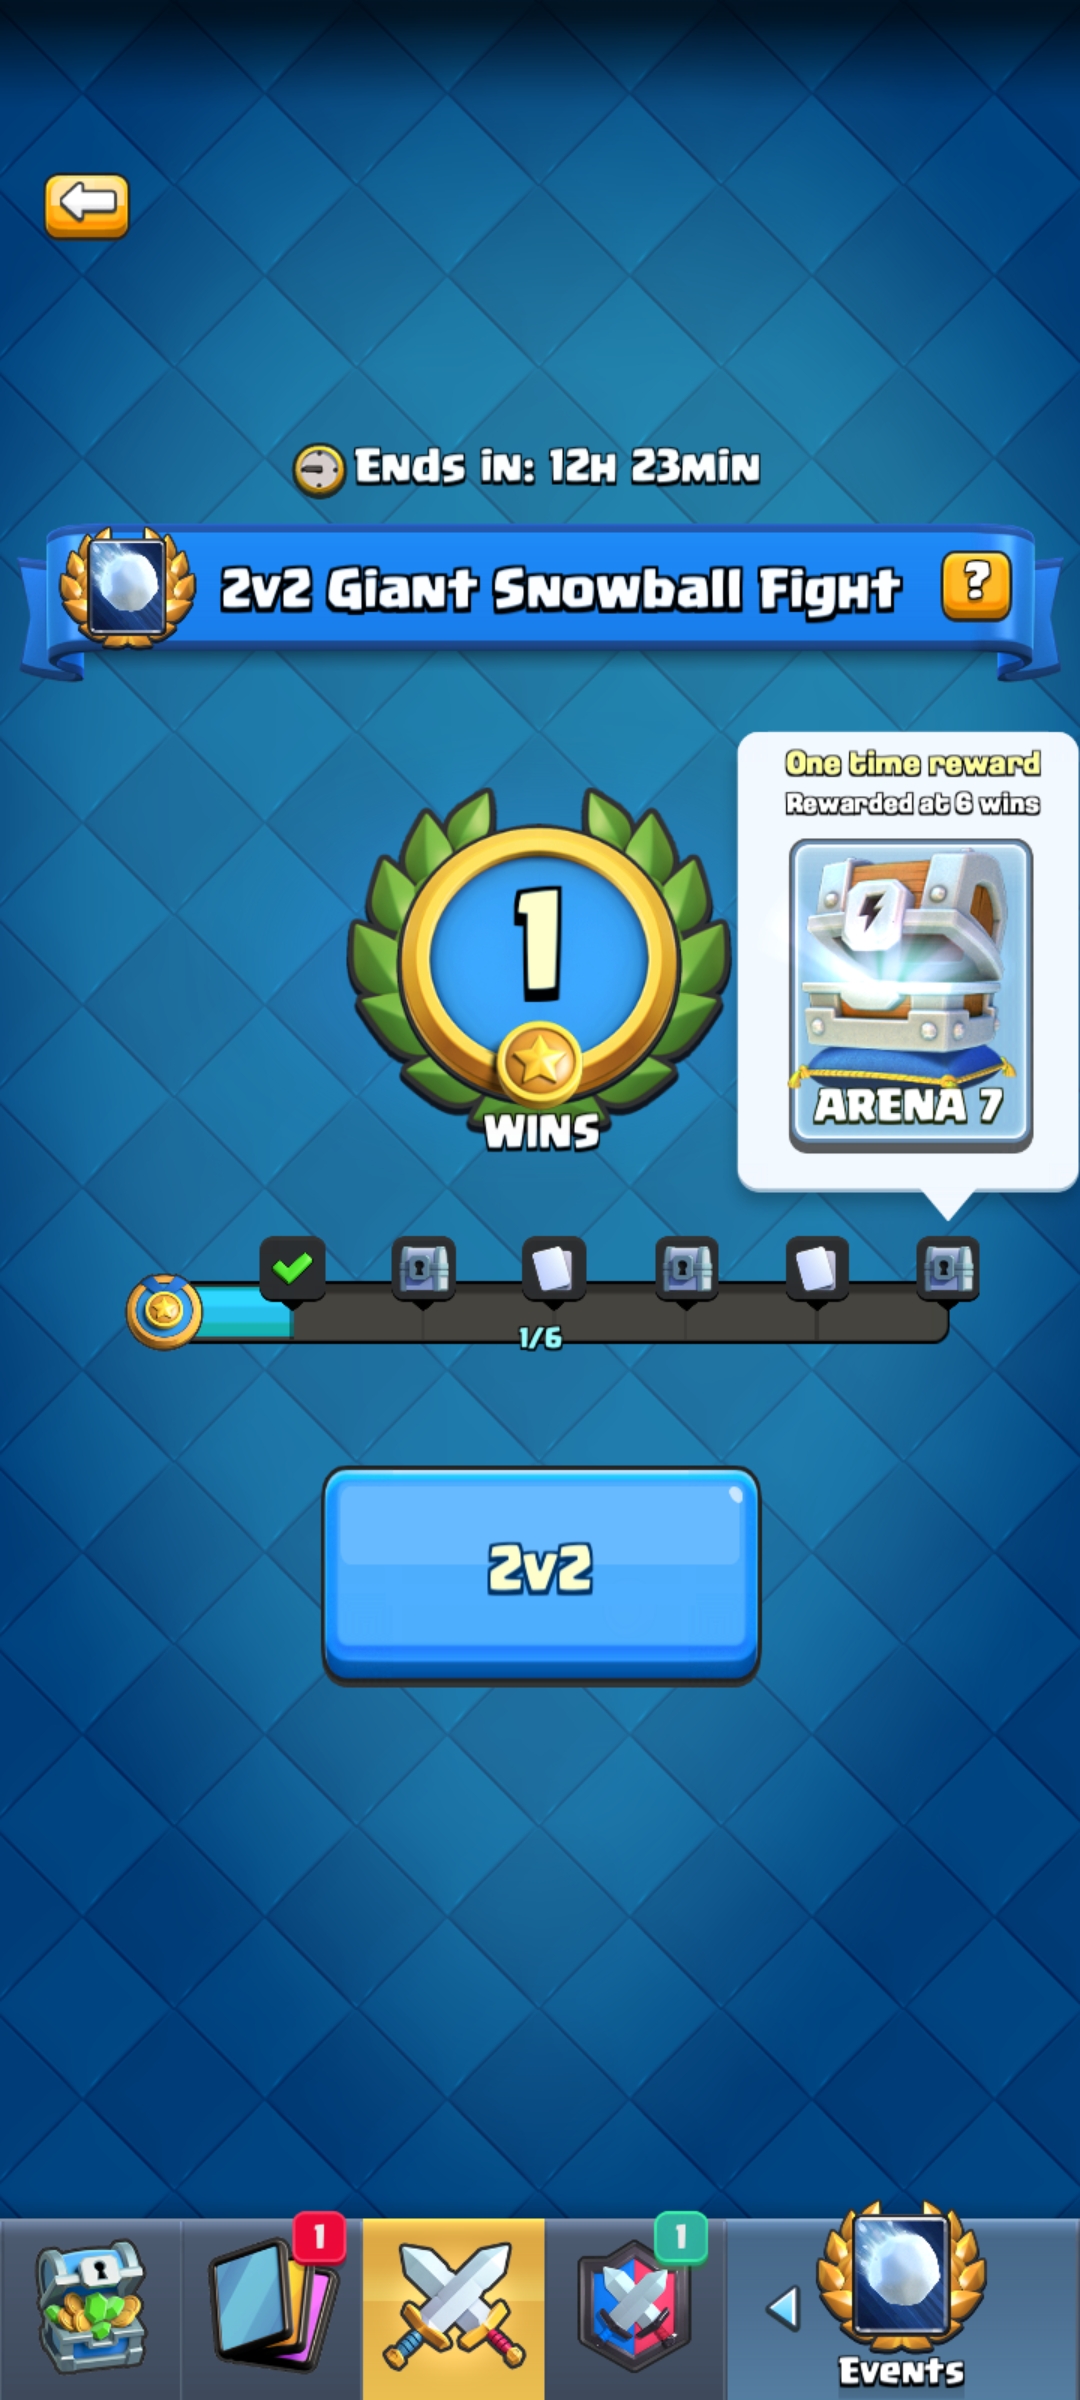 Ends in: 12h 23min
2v2 Giant Snowball Fight
?
One time reward
Rewarded at 6 wins
1
ARENA 7
WINS
1/6
2v2
1
1
Events